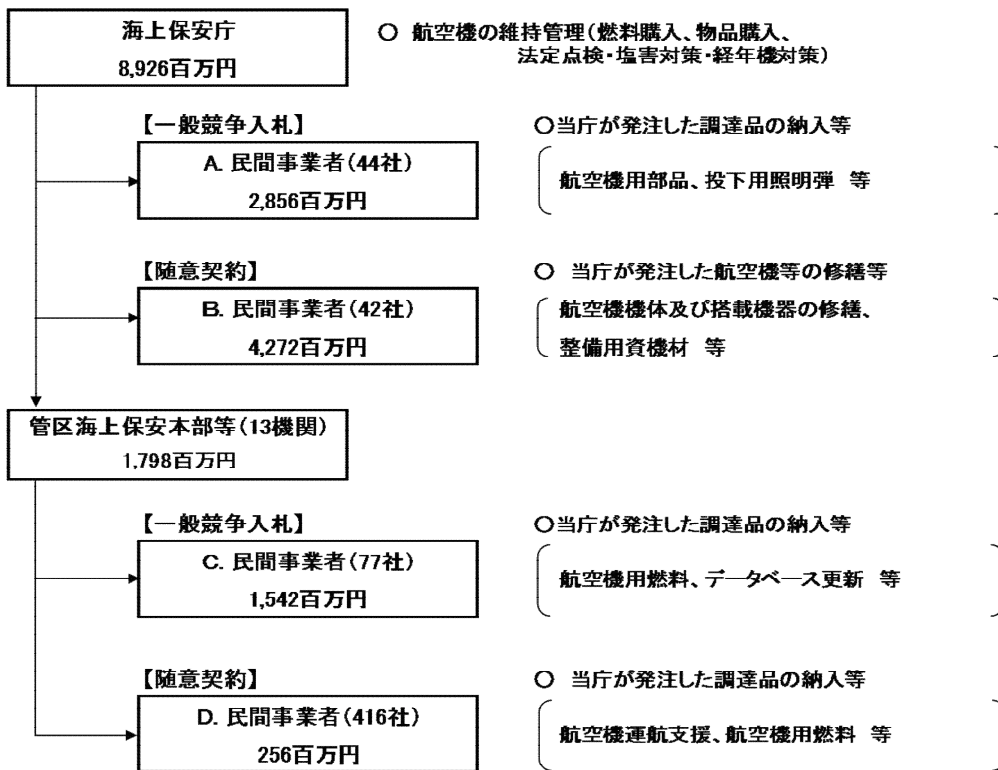 海上保安庁
8,926百万円
○ 航空機の維持管理(燃料購入、物品購入、
法定点検・塩害対策・経年機対策)
【一般競争入札】
○当庁が発注した調達品の納入等
A. 民間事業者(44社)
2,856百万円
航空機用部品、投下用照明弾 等
【随意契約】
○ 当庁が発注した航空機等の修繕等
B. 民間事業者(42社)
4,272百万円
航空機機体及び搭載機器の修繕、
整備用資機材 等
管区海上保安本部等(13機関)
1,798百万円
【一般競争入札】
○当庁が発注した調達品の納入等
C. 民間事業者(77社)
1,542百万円
航空機用燃料、データベース更新 等
【随意契約】
○ 当庁が発注した調達品の納入等
D. 民間事業者(416社)
256百万円
航空機運航支援、航空機用燃料 等